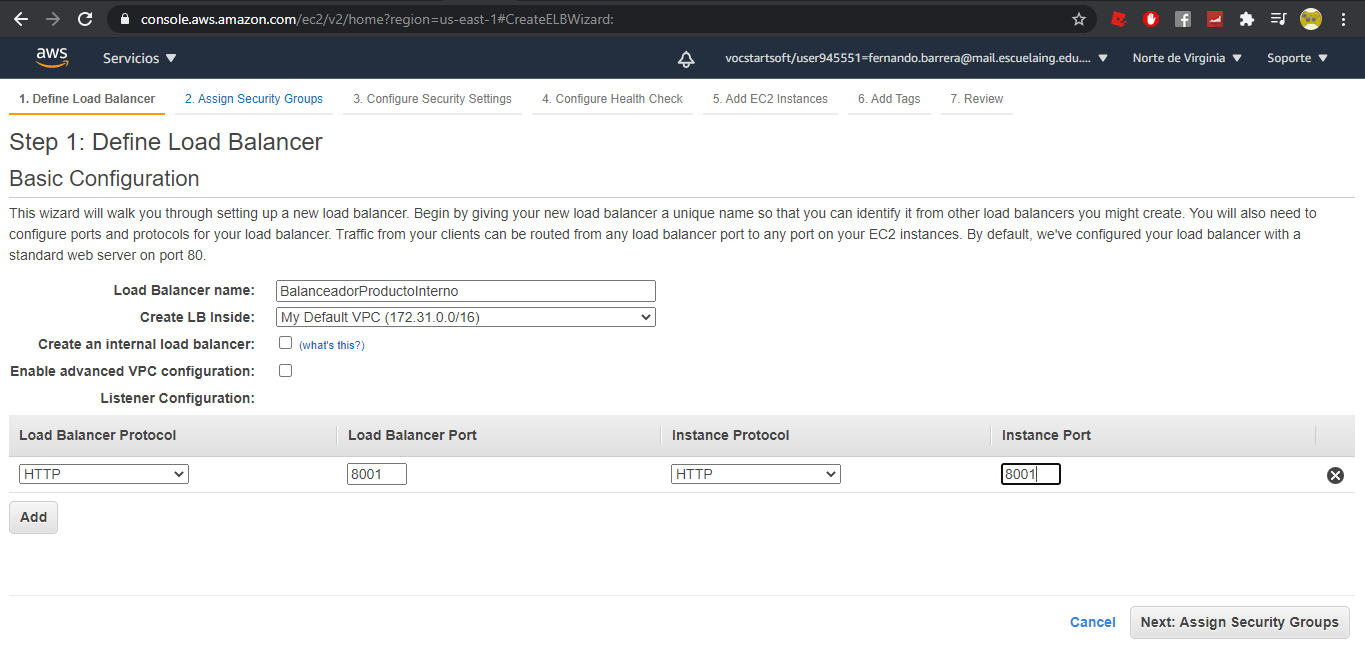 console.aws.amazon.com/ec2/v2/home?region=us-east-1#CreateELBWizard:
aws Servicios vocstartsoft/user945551=fernando.barrera@mail.escuelaing.edu.... Norte de Virginia Soporte
1. Define Load Balancer 2. Assign Security Groups 3. Configure Security Settings 4. Configure Health Check 5. Add EC2 Instances 6. Add Tags 7. Review
Step 1: Define Load Balancer
Basic Configuration
This wizard will walk you through setting up a new load balancer. Begin by giving your new load balancer a unique name so that you can identify it from other load balancers you might create. You will also need to
configure ports and protocols for your load balancer. Traffic from your clients can be routed from any load balancer port to any port on your EC2 instances. By default, we've configured your load balancer with a
standard web server on port 80.
Load Balancer name: BalanceadorProductoInterno
Create LB Inside: My Default VPC (172.31.0.0/16)
Create an internal load balancer: (what's this?)
Enable advanced VPC configuration:
Listener Configuration:
Load Balancer Protocol Load Balancer Port Instance Protocol Instance Port
HTTP 8001 HTTP 8001
Add
Cancel Next: Assign Security Groups